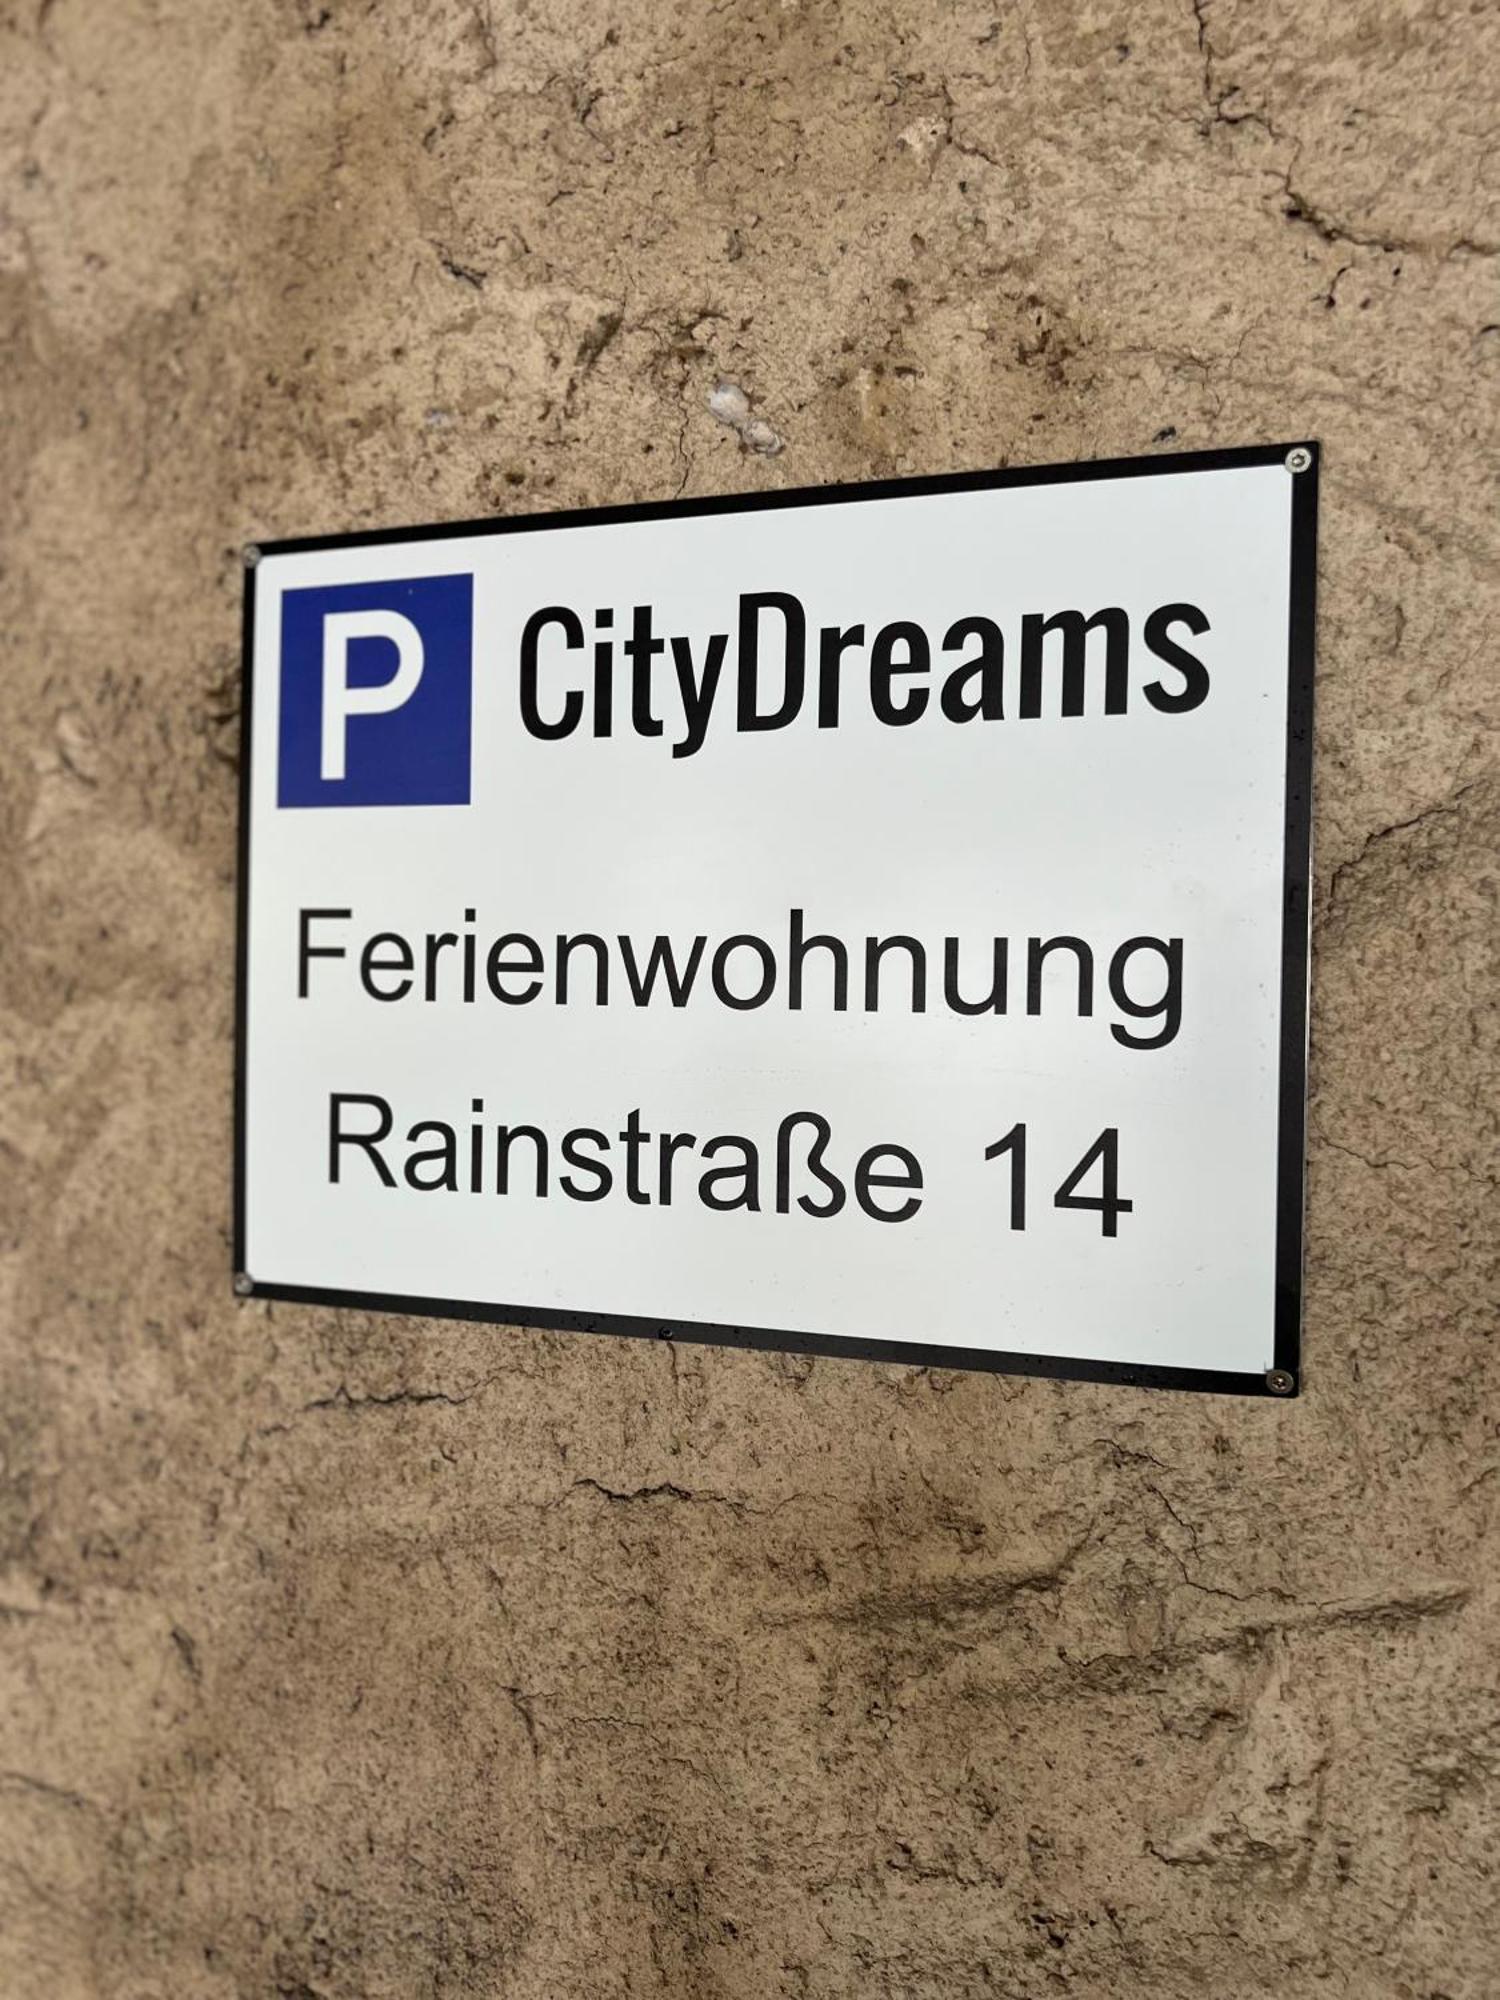 P CityDreams
Ferienwohnung
Rainstraße 14